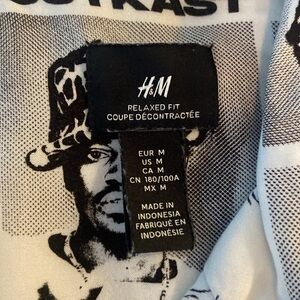 OUTKAST
H&M
RELAXED FIT
COUPE DÉCONTRACTÉE
EUR M
US M
CA M
CN 180/100A
MX M
MADE IN
INDONESIA
FABRIQUÉ EN
INDONÉSIE